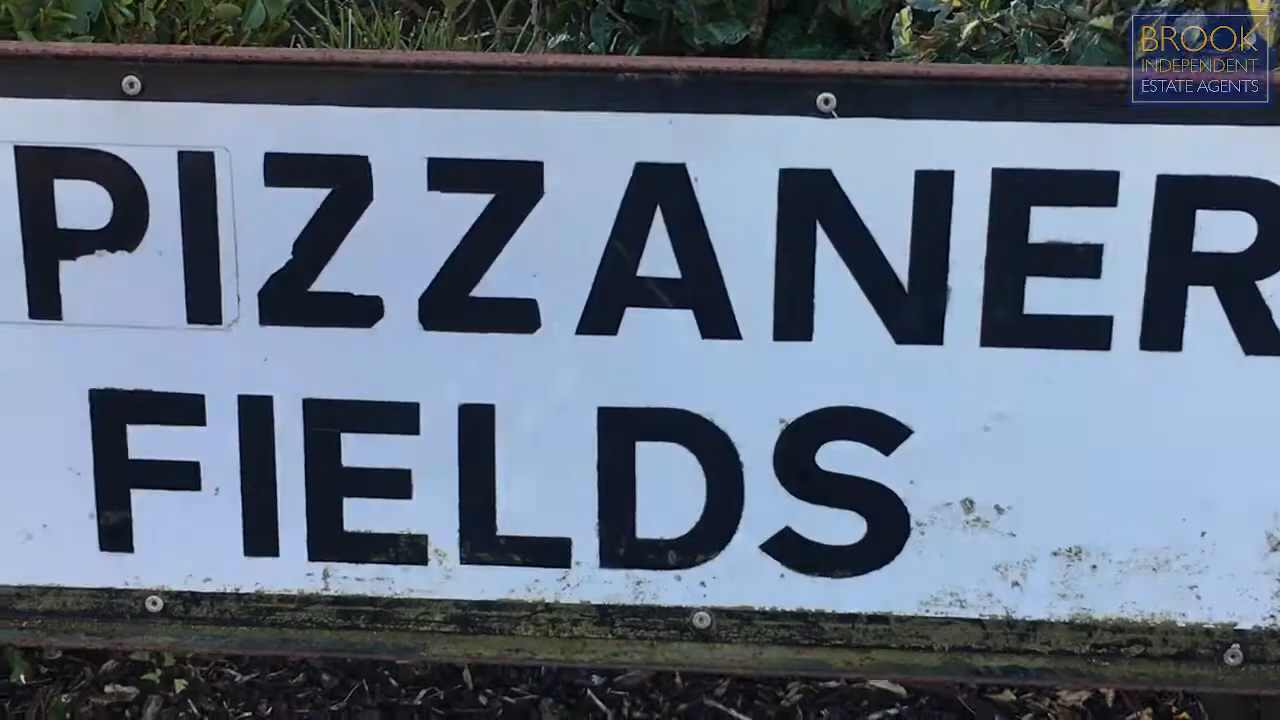 BROOK
INDEPENDENT
ESTATE AGENTS
PIZZANER
FIELDS